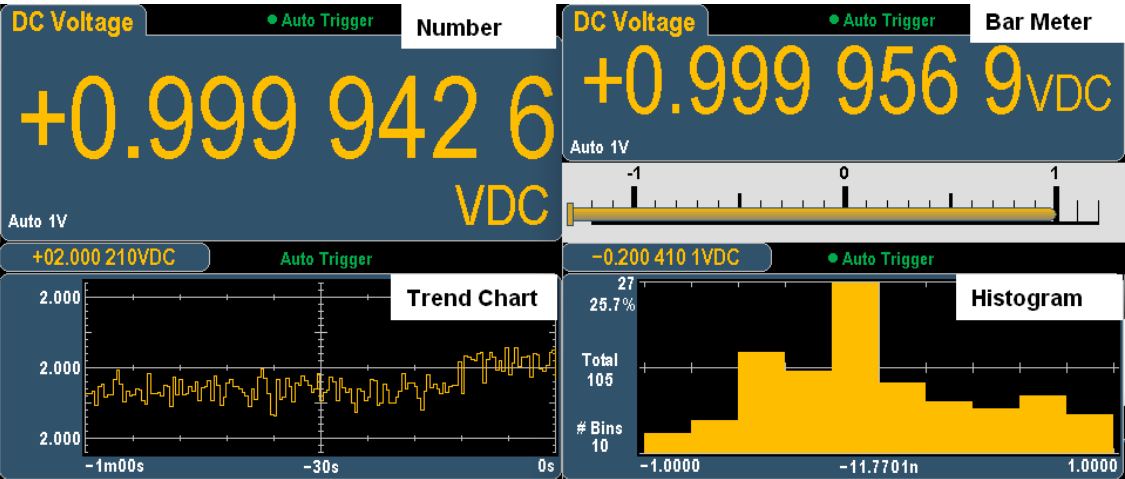 DC Voltage
● Auto Trigger
Number
+0.999 942 6
VDC
Auto 1V
DC Voltage
● Auto Trigger
Bar Meter
+0.999 956 9VDC
Auto 1V
-1 0 1
+02.000 210VDC
Auto Trigger
Trend Chart
2.000
2.000
2.000
−1m00s −30s 0s
−0.200 410 1VDC
● Auto Trigger
Histogram
27
25.7%
Total
105
# Bins
10
−1.0000 −11.7701n 1.0000